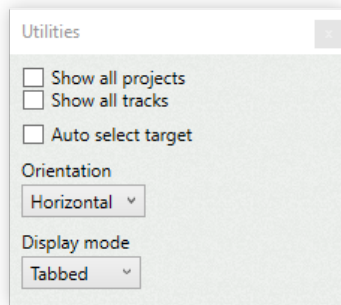 Utilities
x
Show all projects
Show all tracks
Auto select target
Orientation
Horizontal
Display mode
Tabbed